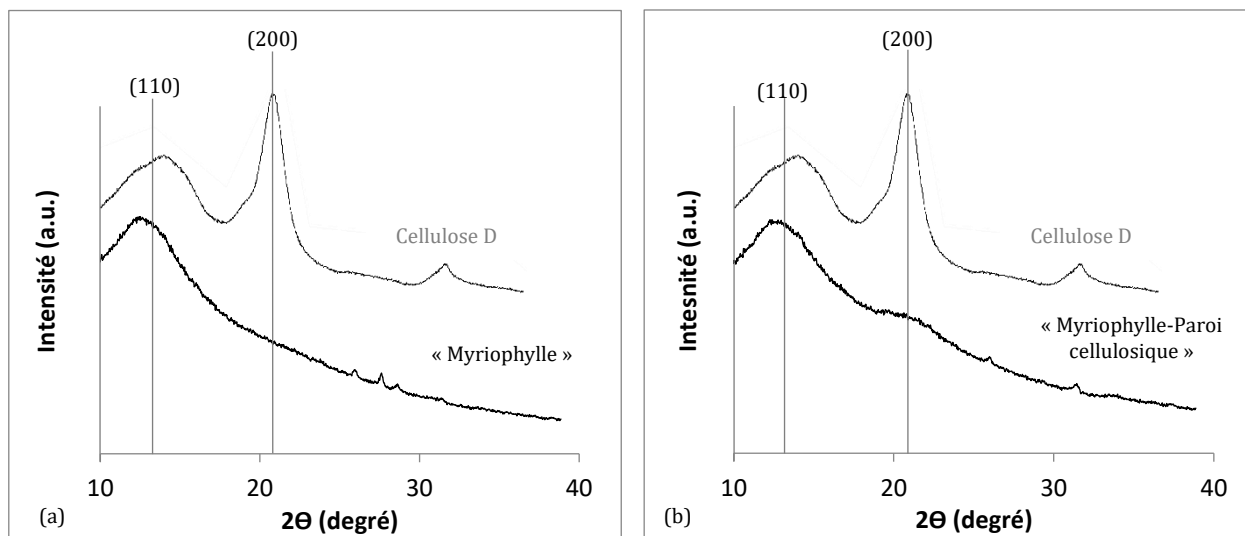 (200)
(110)
Cellulose D
« Myriophylle »
Intensité (a.u.)
10
20
30
40
2Θ (degré)
(a)
(200)
(110)
Cellulose D
« Myriophylle-Paroi
cellulosique »
Intesnité (a.u.)
10
20
30
40
2Θ (degré)
(b)